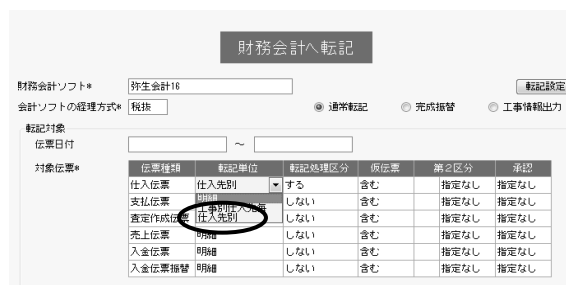 財務会計へ転記
財務会計ソフト* 弥生会計16 転記設定
会計ソフトの経理方式* 税抜 通常転記 完成振替 工事情報出力
転記対象
伝票日付 ～
対象伝票* 伝票種類 転記単位 転記処理区分 仮伝票 第2区分 承認
仕入伝票 仕入先別 する 含む 指定なし 指定なし
支払伝票 明細 しない 含む 指定なし 指定なし
工事別仕入先毎
査定作成伝票 仕入先別 しない 含む 指定なし 指定なし
売上伝票 明細 しない 含む 指定なし 指定なし
入金伝票 明細 しない 含む 指定なし 指定なし
入金伝票振替 明細 しない 含む 指定なし 指定なし